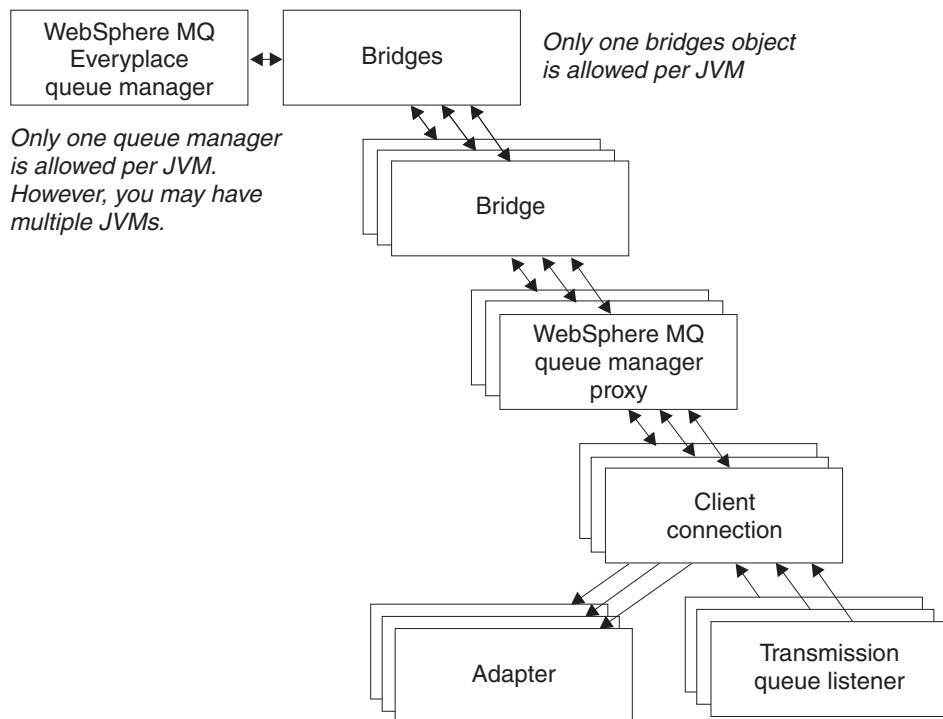 WebSphere MQ
Everyplace
queue manager
Bridges
Only one bridges object
is allowed per JVM
Only one queue manager
is allowed per JVM.
However, you may have
multiple JVMs.
Bridge
WebSphere MQ
queue manager
proxy
Client
connection
Adapter
Transmission
queue listener